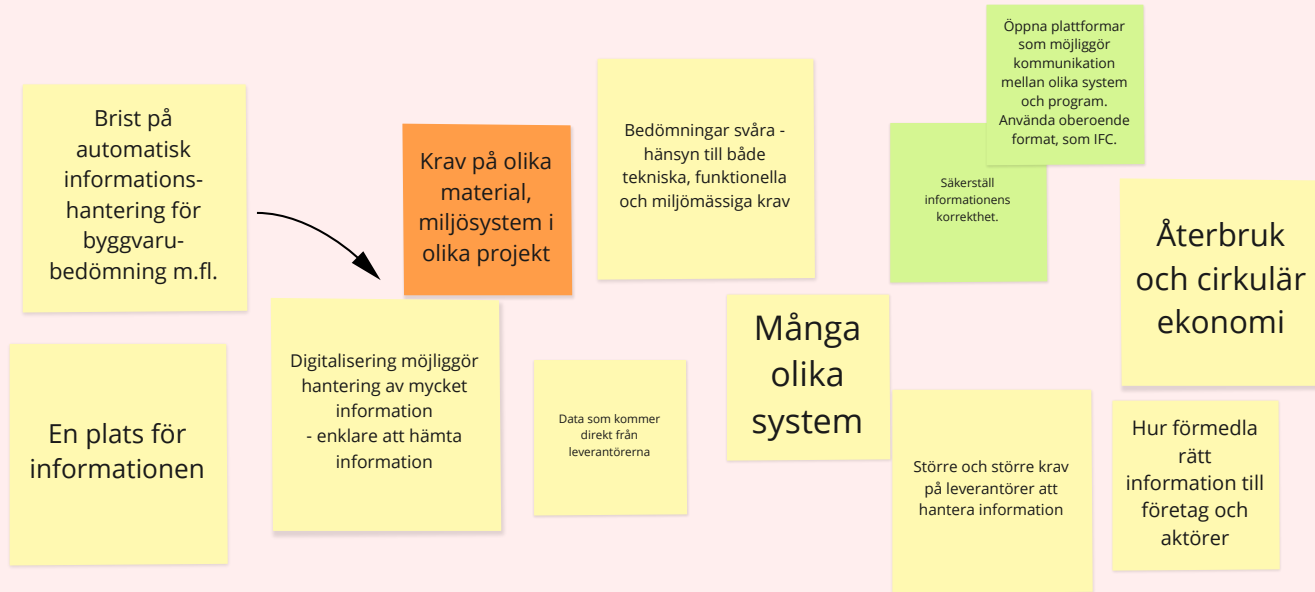 Brist på
automatisk
informations-
hantering för
byggvaru-
bedömning m.fl.
Krav på olika
material,
miljösystem i
olika projekt
Bedömningar svåra -
hänsyn till både
tekniska, funktionella
och miljömässiga krav
Öppna plattformar
som möjliggör
kommunikation
mellan olika system
och program.
Använda oberoende
format, som IFC.
Säkerställ
informationens
korrekthet.
Återbruk
och cirkulär
ekonomi
En plats för
informationen
Digitalisering möjliggör
hantering av mycket
information
- enklare att hämta
information
Data som kommer
direkt från
leverantörerna
Många
olika
system
Större och större krav
på leverantörer att
hantera information
Hur förmedla
rätt
information till
företag och
aktörer